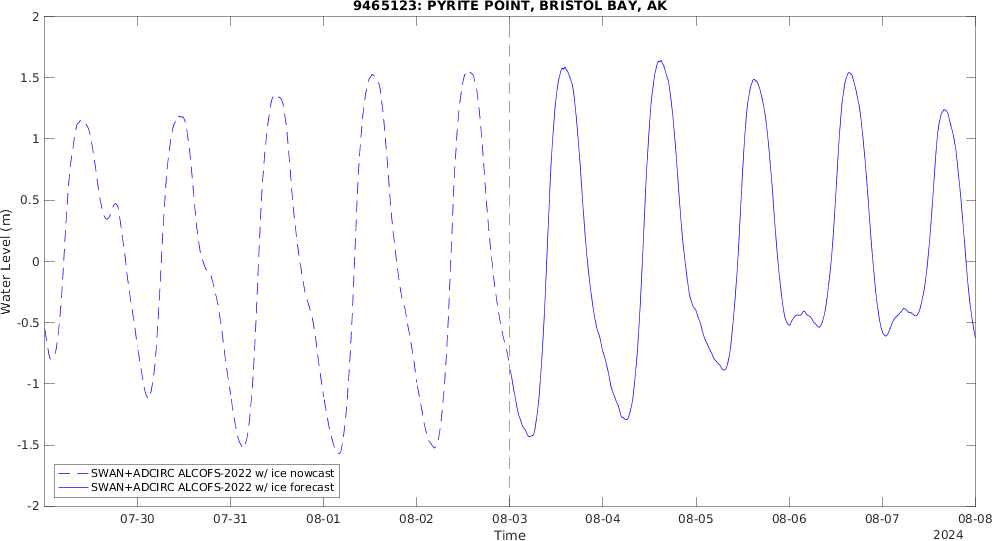 9465123: PYRITE POINT, BRISTOL BAY, AK
2
1.5
1
0.5
0
-0.5
-1
-1.5
-2
Water Level (m)
SWAN+ADCIRC ALCOFS-2022 w/ ice nowcast
SWAN+ADCIRC ALCOFS-2022 w/ ice forecast
07-30 07-31 08-01 08-02 08-03 08-04 08-05 08-06 08-07 08-08
Time
2024